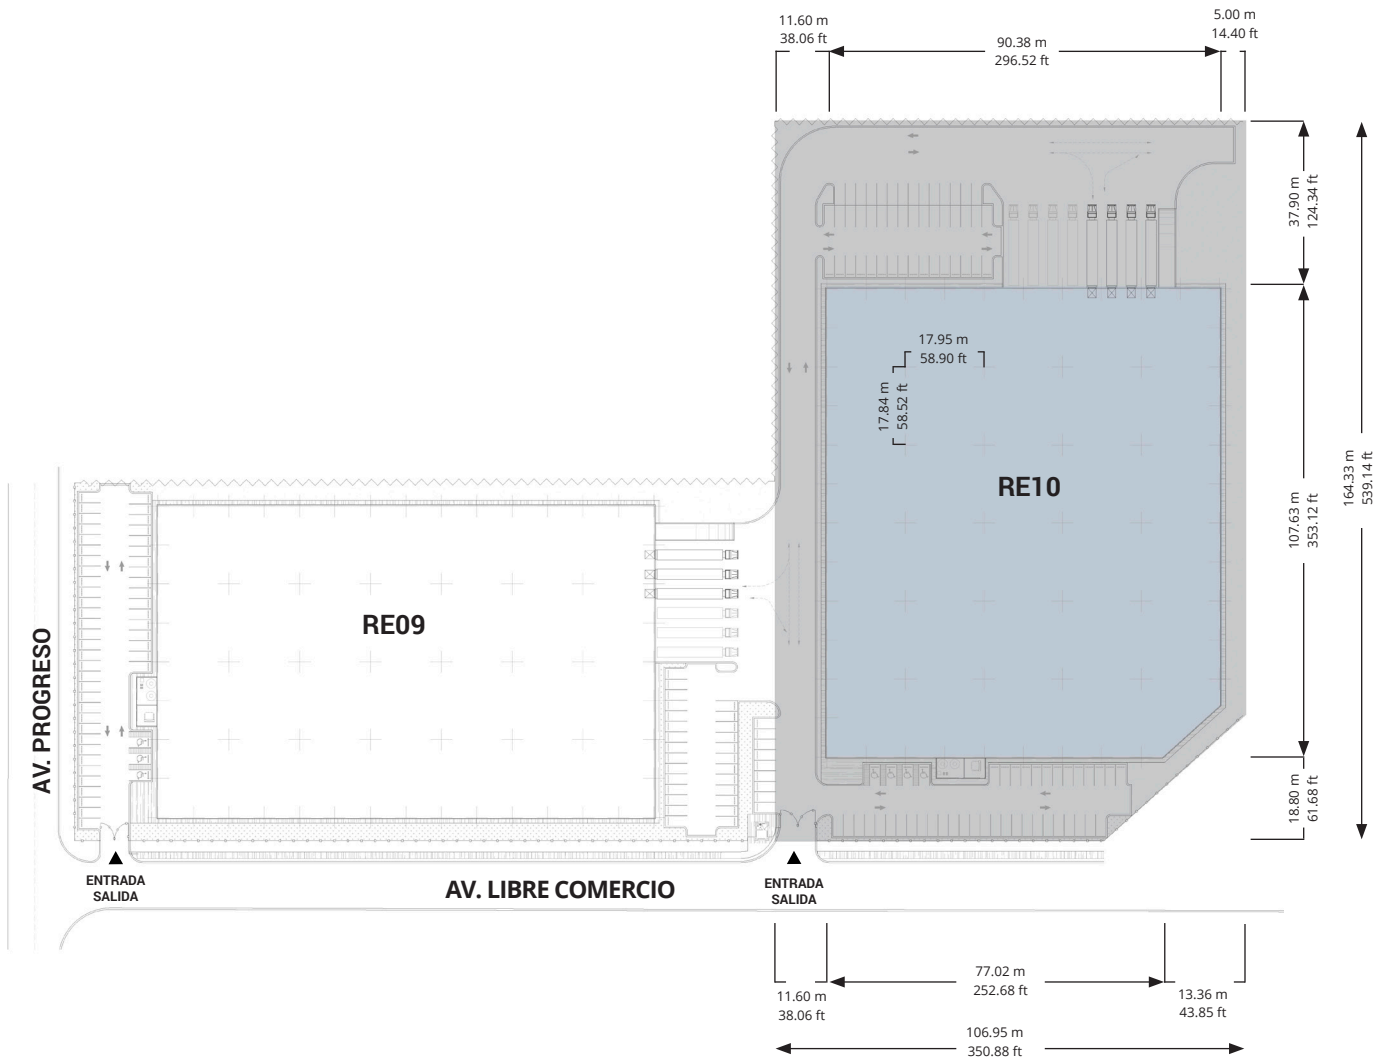 11.60 m
38.06 ft
90.38 m
296.52 ft
5.00 m
14.40 ft
37.90 m
124.34 ft
17.95 m
58.90 ft
17.84 m
58.52 ft
RE10
107.63 m
353.12 ft
164.33 m
539.14 ft
RE09
AV. PROGRESO
18.80 m
61.68 ft
ENTRADA
SALIDA
AV. LIBRE COMERCIO
ENTRADA
SALIDA
11.60 m
38.06 ft
77.02 m
252.68 ft
13.36 m
43.85 ft
106.95 m
350.88 ft